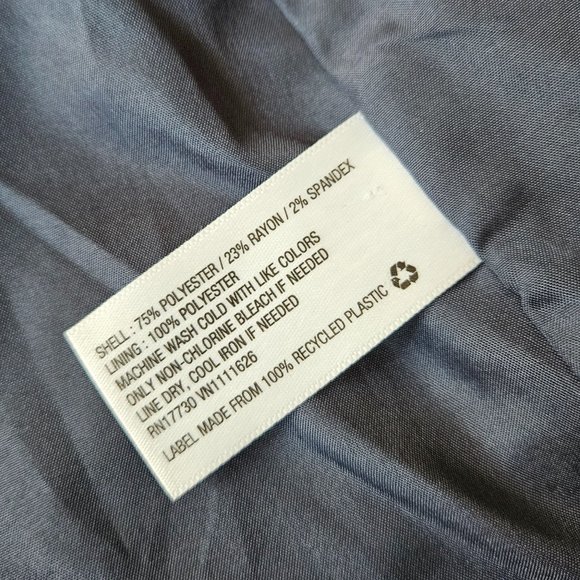 SHELL : 75% POLYESTER / 23% RAYON / 2% SPANDEX
LINING : 100% POLYESTER
MACHINE WASH COLD WITH LIKE COLORS
ONLY NON-CHLORINE BLEACH IF NEEDED
LINE DRY, COOL IRON IF NEEDED
RN17730 VN1111626
LABEL MADE FROM 100% RECYCLED PLASTIC